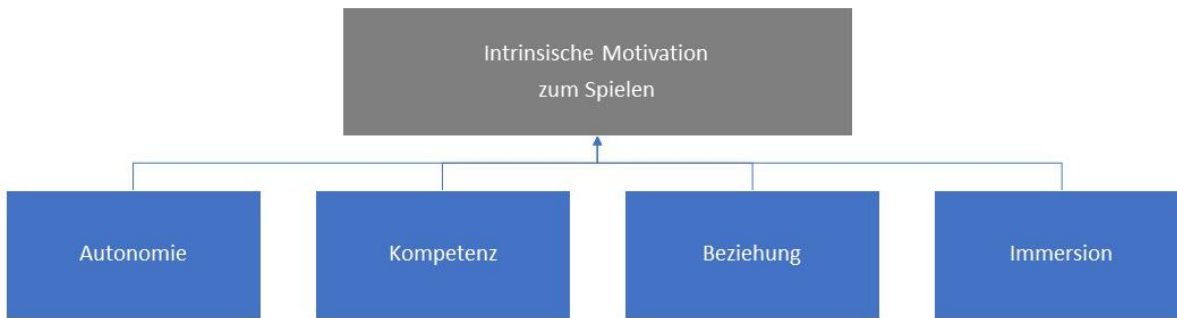 Intrinsische Motivation
zum Spielen
Autonomie
Kompetenz
Beziehung
Immersion